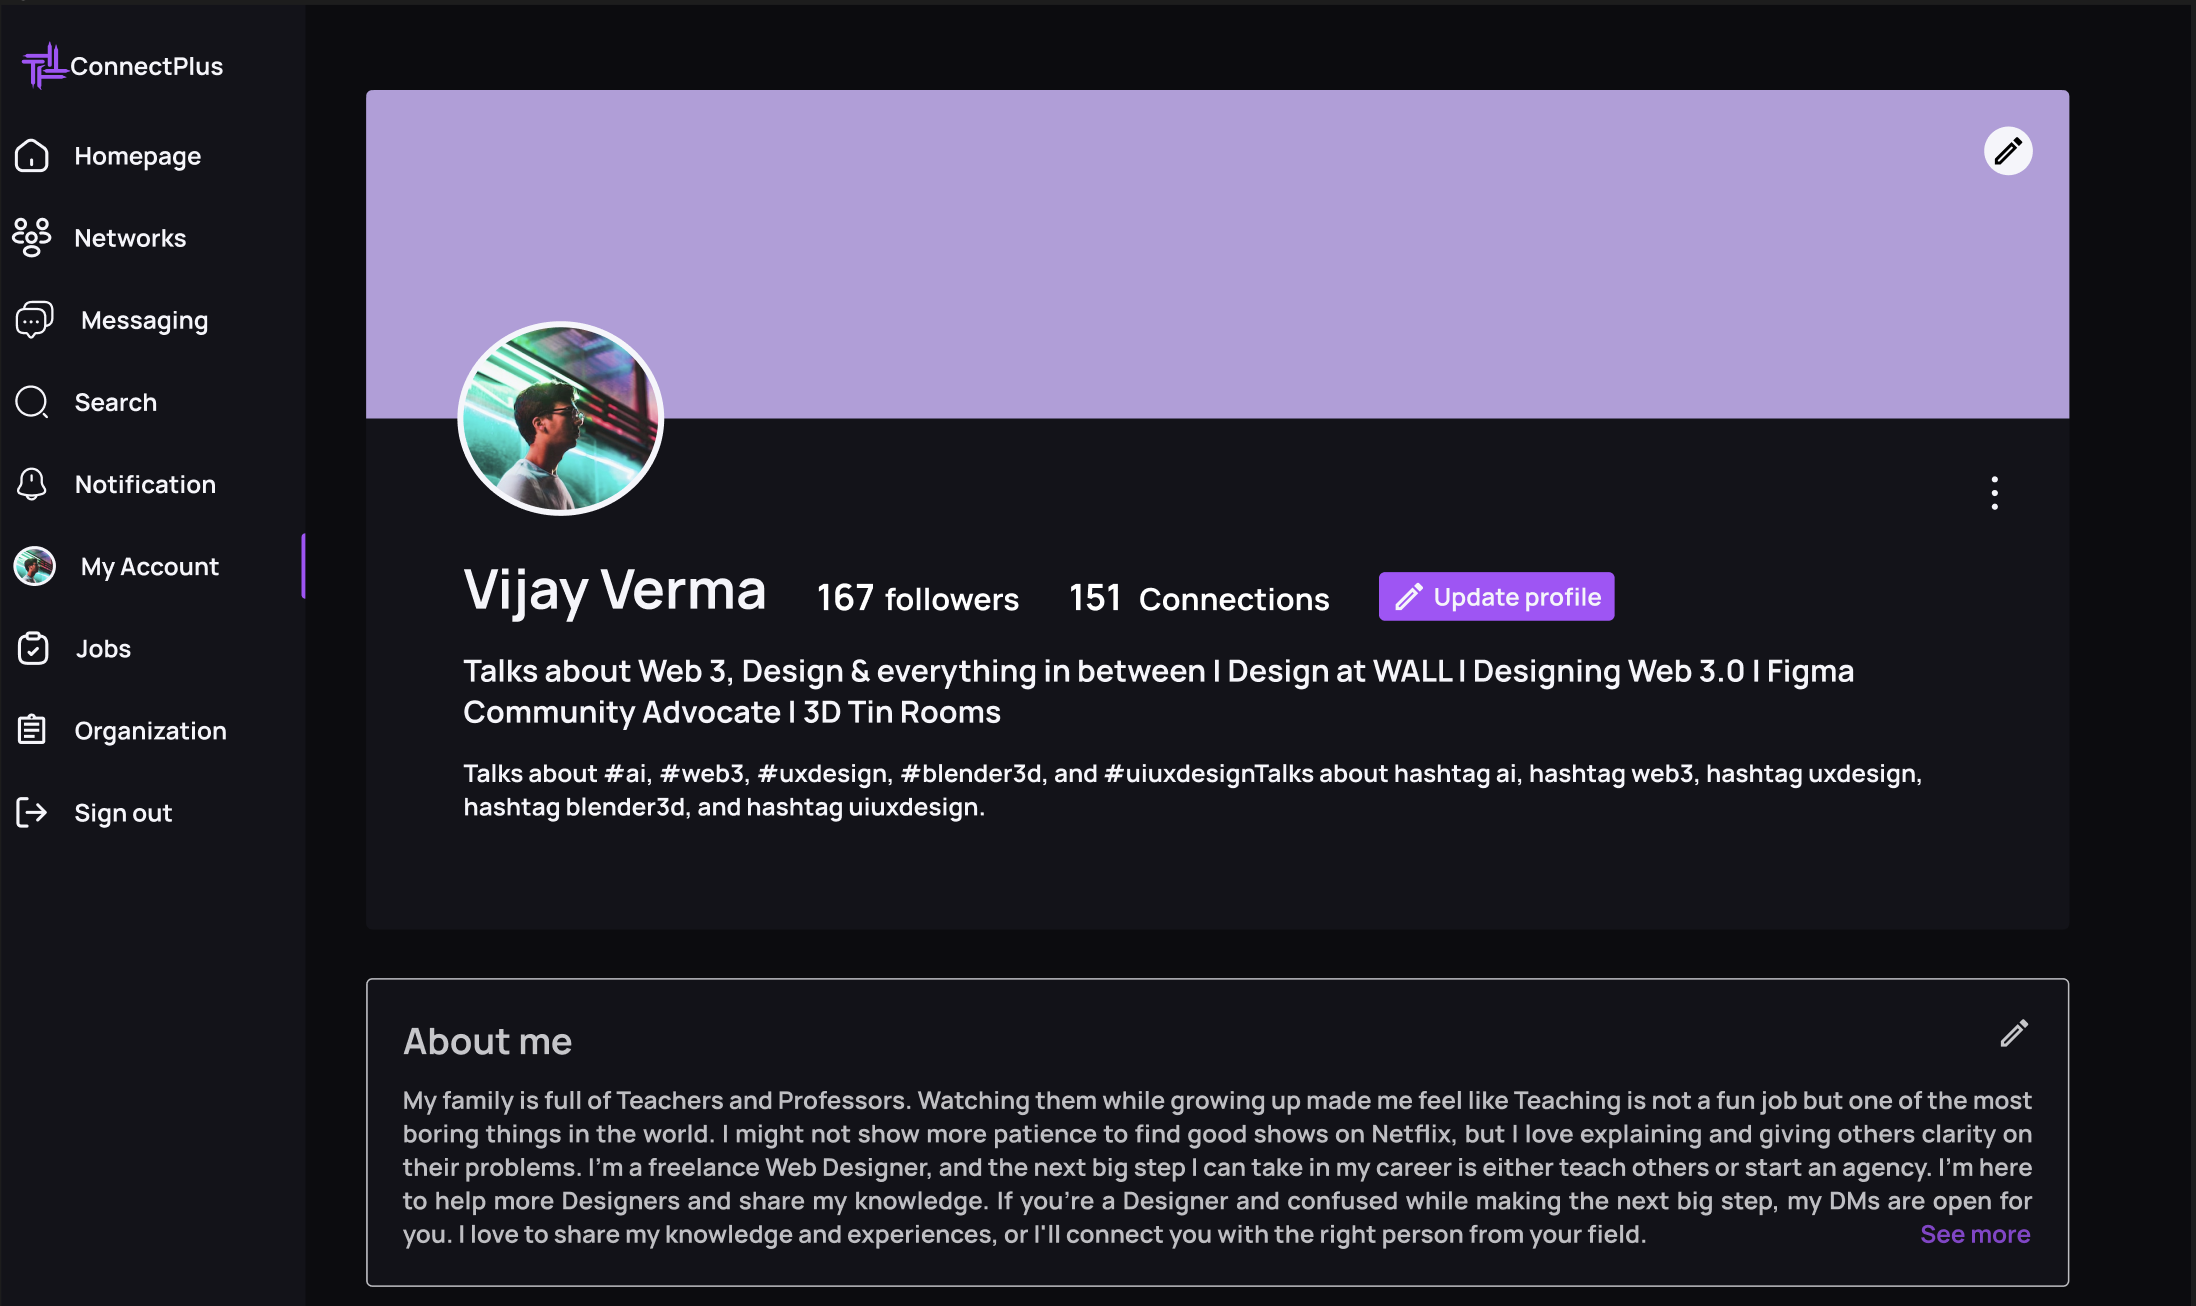 ConnectPlus
Homepage
Networks
Messaging
Search
Notification
My Account
Jobs
Organization
Sign out
Vijay Verma
167 followers
151 Connections
Update profile
Talks about Web 3, Design & everything in between | Design at WALL | Designing Web 3.0 | Figma
Community Advocate | 3D Tin Rooms
Talks about #ai, #web3, #uxdesign, #blender3d, and #uiuxdesignTalks about hashtag ai, hashtag web3, hashtag uxdesign,
hashtag blender3d, and hashtag uiuxdesign.
About me
My family is full of Teachers and Professors. Watching them while growing up made me feel like Teaching is not a fun job but one of the most
boring things in the world. I might not show more patience to find good shows on Netflix, but I love explaining and giving others clarity on
their problems. I’m a freelance Web Designer, and the next big step I can take in my career is either teach others or start an agency. I’m here
to help more Designers and share my knowledge. If you’re a Designer and confused while making the next big step, my DMs are open for
you. I love to share my knowledge and experiences, or I'll connect you with the right person from your field.
See more